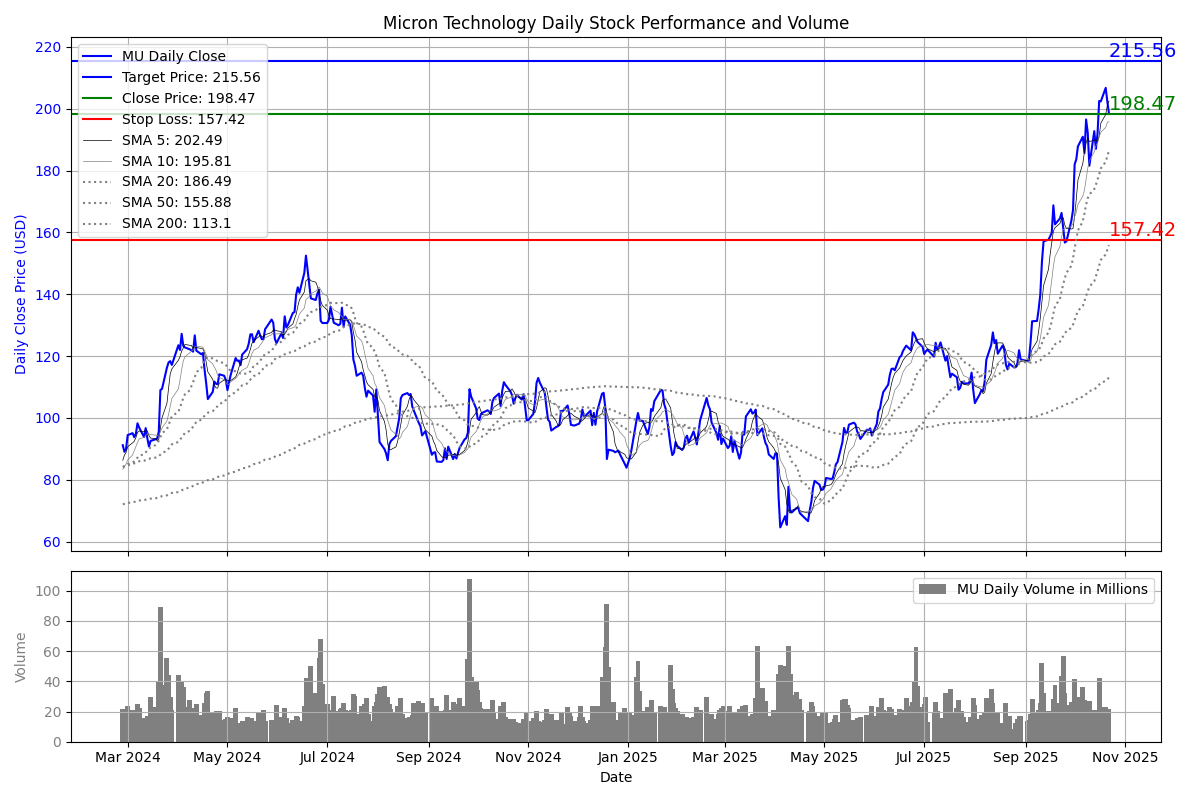 Micron Technology Daily Stock Performance and Volume
220
200
180
160
140
120
100
80
60
Daily Close Price (USD)
MU Daily Close
Target Price: 215.56
Close Price: 198.47
Stop Loss: 157.42
SMA 5: 202.49
SMA 10: 195.81
SMA 20: 186.49
SMA 50: 155.88
SMA 200: 113.1
215.56
198.47
157.42
100
80
60
40
20
0
Volume
MU Daily Volume in Millions
Mar 2024 May 2024 Jul 2024 Sep 2024 Nov 2024 Jan 2025 Mar 2025 May 2025 Jul 2025 Sep 2025 Nov 2025
Date